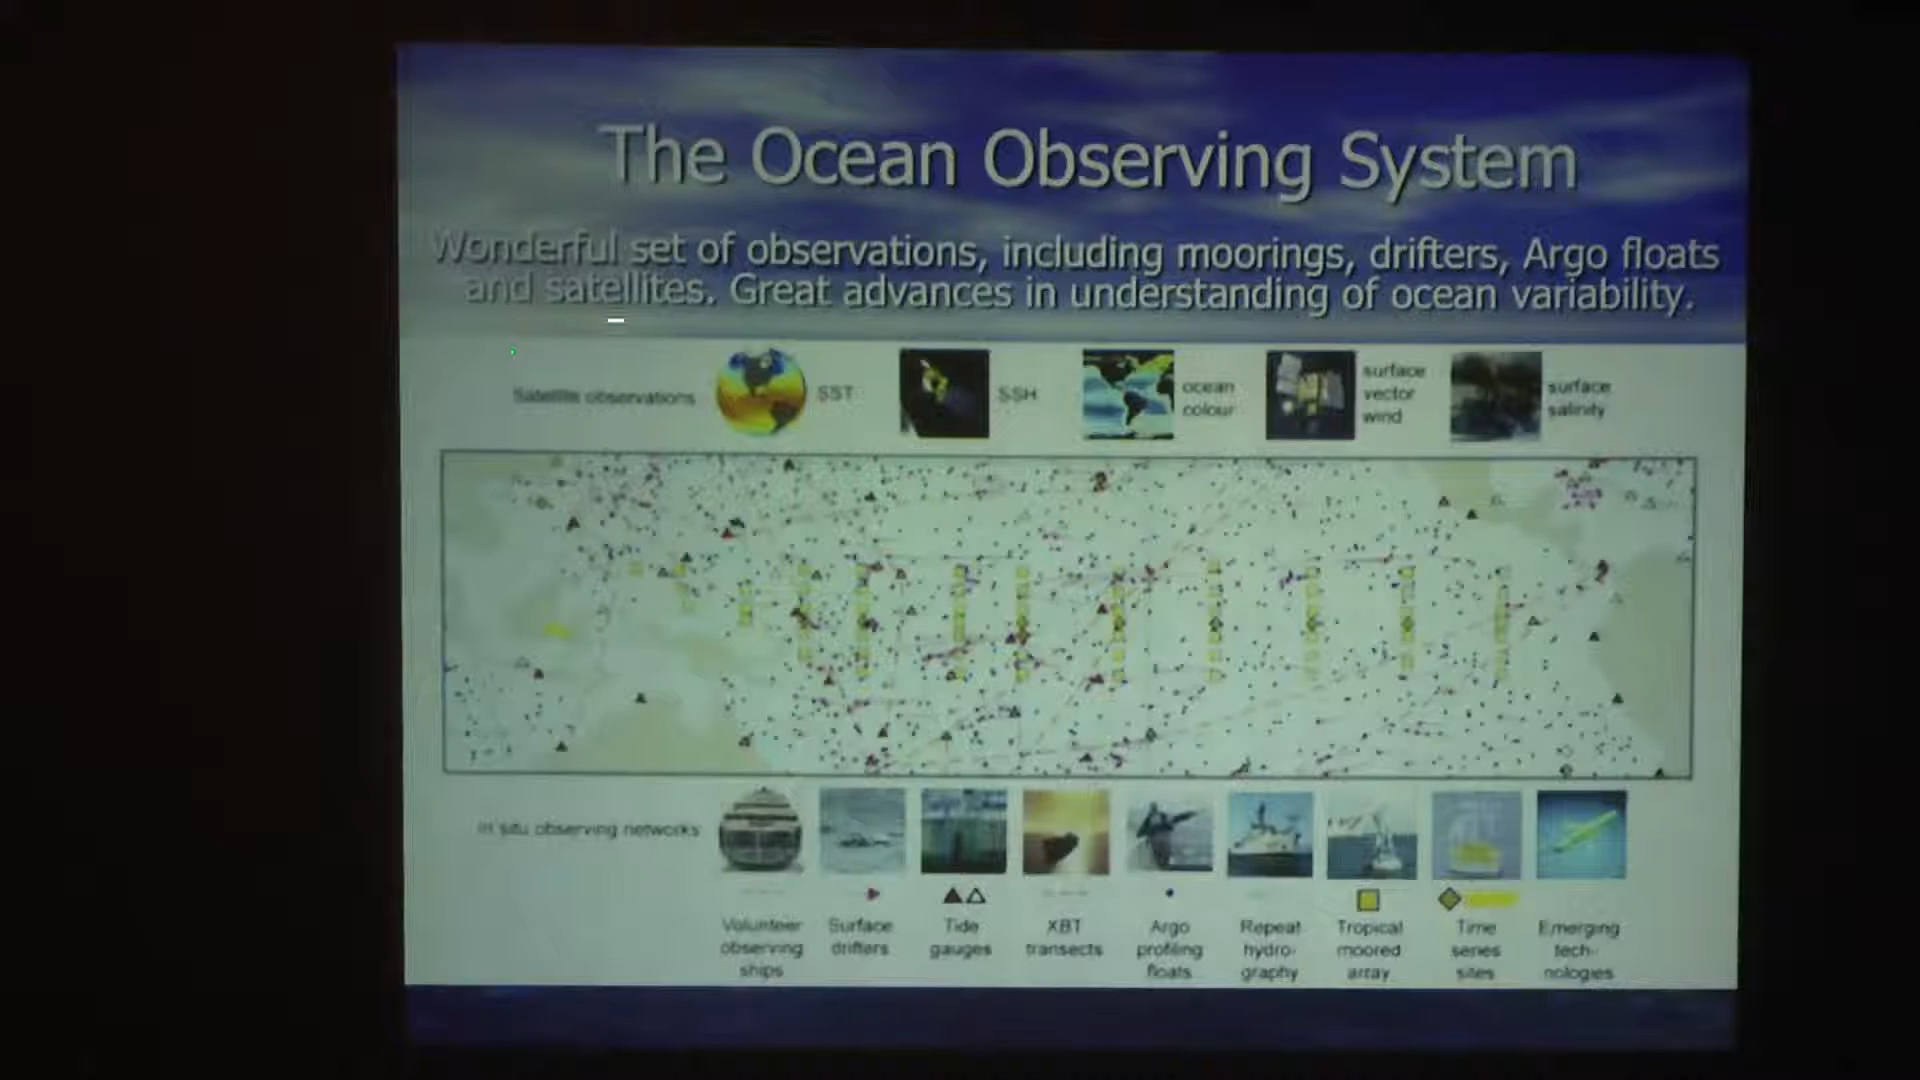 The Ocean Observing System
Wonderful set of observations, including moorings, drifters, Argo floats
and satellites. Great advances in understanding of ocean variability.
Satellite observations
SST
SSH
ocean
colour
surface
vector
wind
surface
salinity
In situ observing networks
Volunteer
observing
ships
Surface
drifters
Tide
gauges
XBT
transects
Argo
profiling
floats
Repeat
hydro-
graphy
Tropical
moored
array
Time
series
sites
Emerging
tech-
nologies